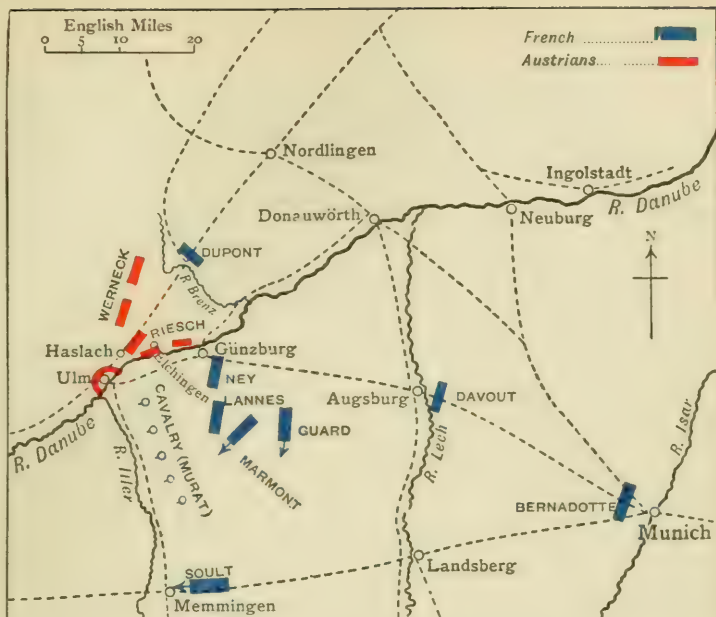 English Miles
0 10 20
French ............
Austrians.... .......
Nordlingen
Ingolstadt
Donauwörth
Neuburg
R. Danube
N
DUPONT
R. Brenz
WERNECK
RIESCH
Haslach
Elchingen
Günzburg
Ulm
NEY
LANNES
Augsburg
DAVOUT
R. Danube
R. Iller
CAVALRY (MURAT)
MARMONT
GUARD
R. Lech
R. Isar
BERNADOTTE
Munich
SOULT
Landsberg
Memmingen